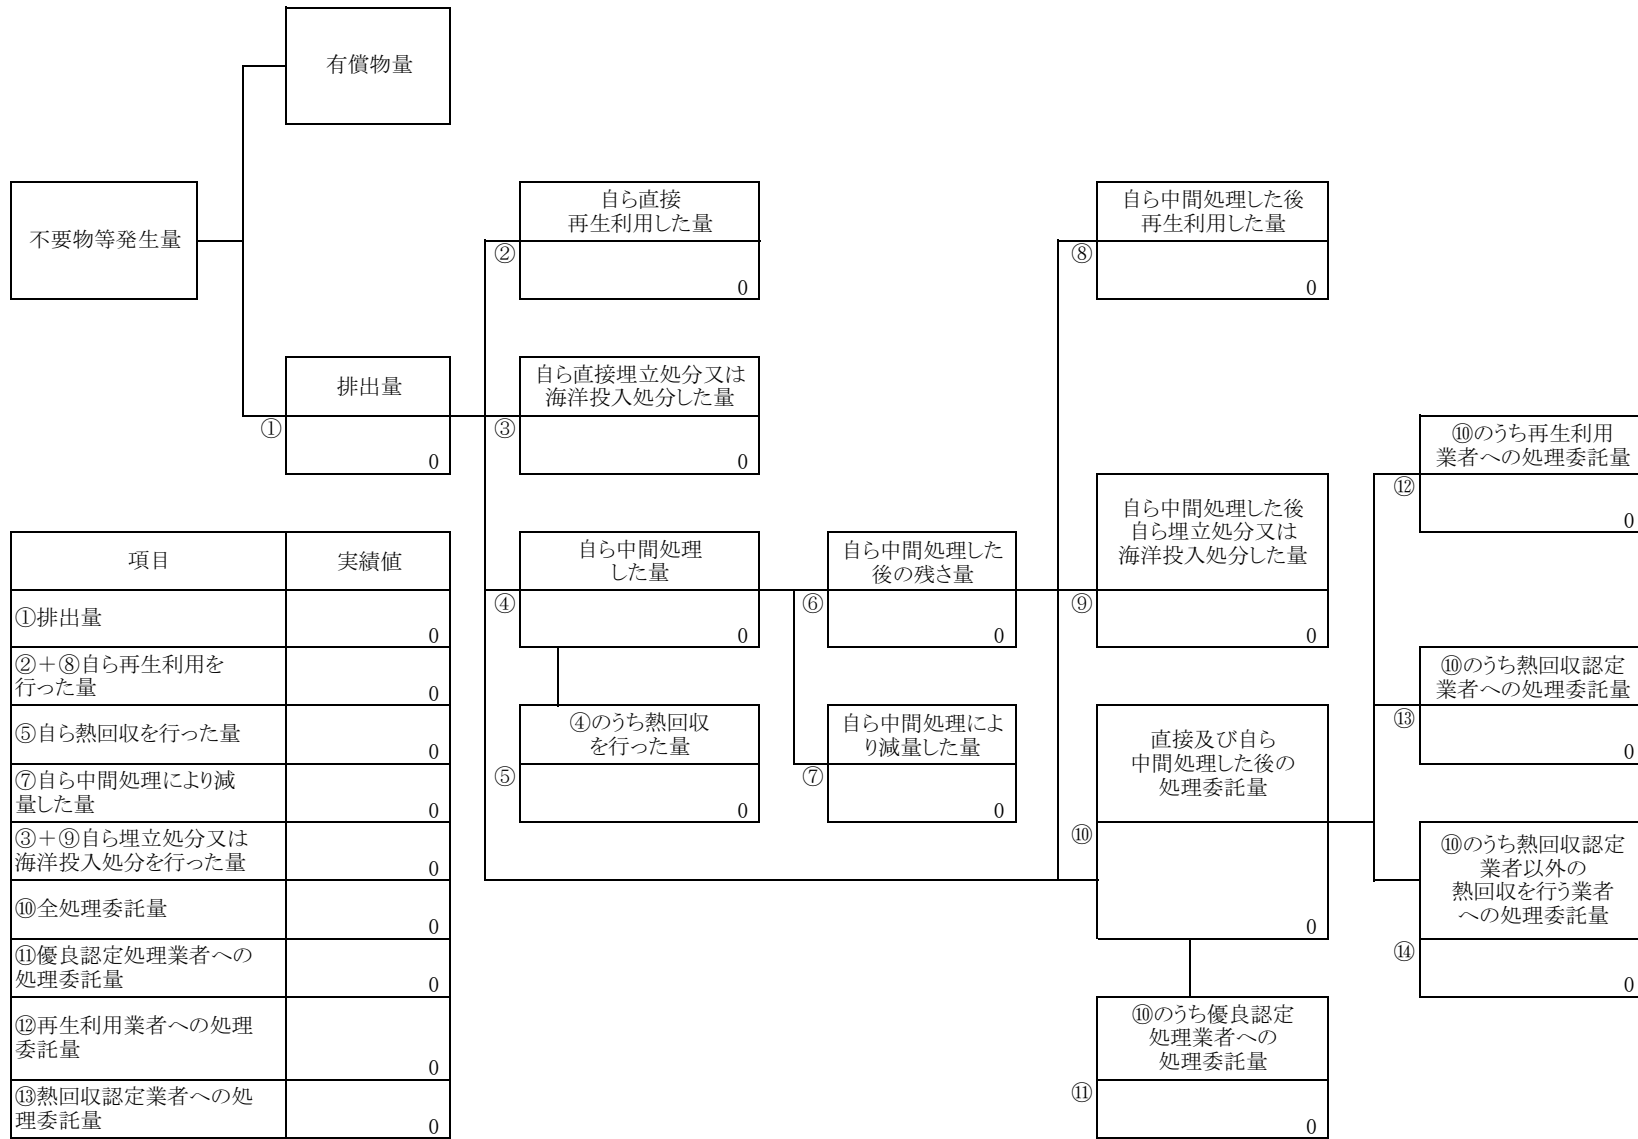 有償物量
不要物等発生量
排出量
①
0
自ら直接
再生利用した量
②
0
自ら直接埋立処分又は
海洋投入処分した量
③
0
自ら中間処理
した量
④
0
④のうち熱回収
を行った量
⑤
0
自ら中間処理した
後の残さ量
⑥
0
自ら中間処理によ
り減量した量
⑦
0
自ら中間処理した後
再生利用した量
⑧
0
自ら中間処理した後
自ら埋立処分又は
海洋投入処分した量
⑨
0
直接及び自ら
中間処理した後の
処理委託量
⑩
0
⑩のうち優良認定
処理業者への
処理委託量
⑪
0
⑩のうち再生利用
業者への処理委託量
⑫
0
⑩のうち熱回収認定
業者への処理委託量
⑬
0
⑩のうち熱回収認定
業者以外の
熱回収を行う業者
への処理委託量
⑭
0
項目 実績値
①排出量
0
②+⑧自ら再生利用を
行った量 0
⑤自ら熱回収を行った量
0
⑦自ら中間処理により減
量した量 0
③+⑨自ら埋立処分又は
海洋投入処分を行った量 0
⑩全処理委託量
0
⑪優良認定処理業者への
処理委託量 0
⑫再生利用業者への処理
委託量 0
⑬熱回収認定業者への処
理委託量 0